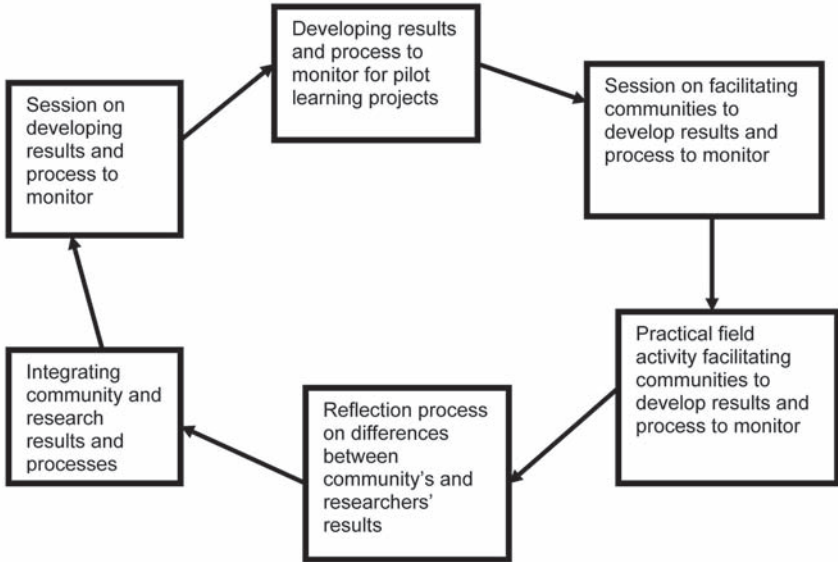 Developing results
and process to
monitor for pilot
learning projects
Session on
developing
results and
process to
monitor
Session on facilitating
communities to
develop results and
process to monitor
Practical field
activity facilitating
communities to
develop results and
process to monitor
Reflection process
on differences
between
community’s and
researchers’
results
Integrating
community and
research
results and
processes